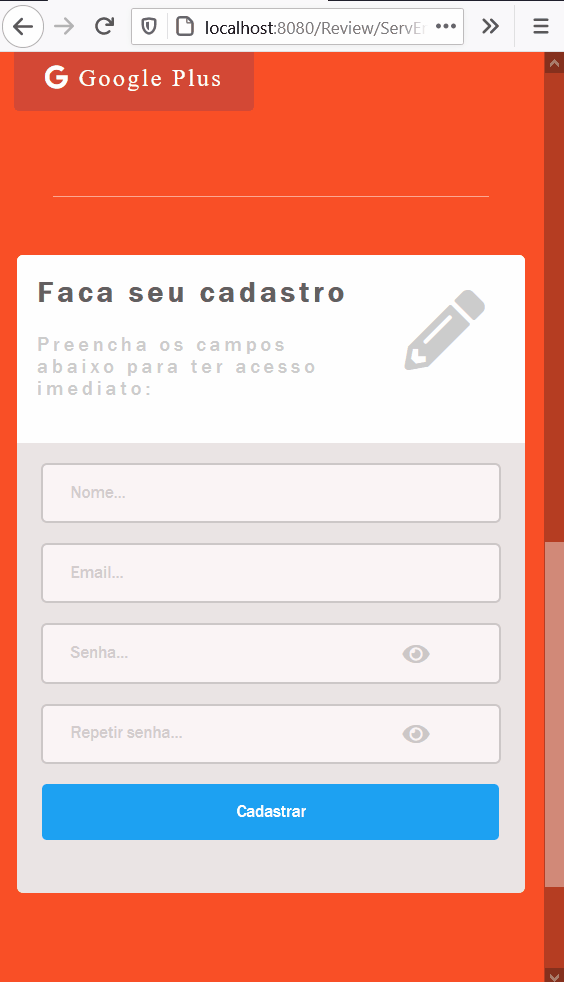 localhost:8080/Review/ServEr
Google Plus
Faca seu cadastro
Preencha os campos
abaixo para ter acesso
imediato:
Nome...
Email...
Senha...
Repetir senha...
Cadastrar